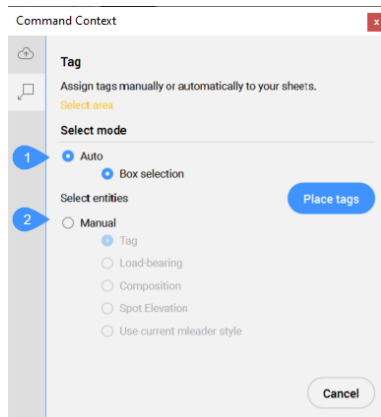 Command Context
x
Tag
Assign tags manually or automatically to your sheets.
Select area
Select mode
1
Auto
Box selection
Select entities
Place tags
2
Manual
Tag
Load-bearing
Composition
Spot Elevation
Use current mleader style
Cancel